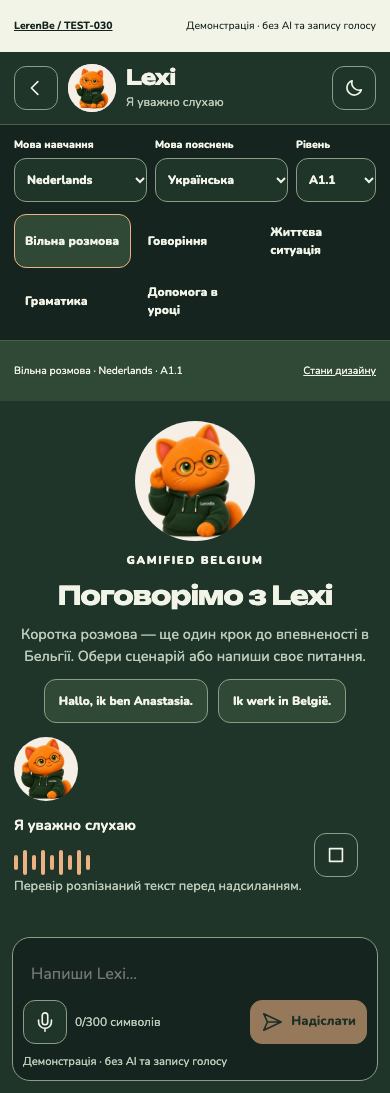 LerenBe / TEST-030
Демонстрація · без AI та запису голосу
Lexi
Я уважно слухаю
Мова навчання
Мова пояснень
Рівень
Nederlands
Українська
A1.1
Вільна розмова
Говоріння
Життєва
ситуація
Граматика
Допомога в
уроці
Вільна розмова · Nederlands · A1.1
Стани дизайну
GAMIFIED BELGIUM
Поговорімо з Lexi
Коротка розмова — ще один крок до впевненості в
Бельгії. Обери сценарій або напиши своє питання.
Hallo, ik ben Anastasia.
Ik werk in België.
Я уважно слухаю
Перевір розпізнаний текст перед надсиланням.
Напиши Lexi...
0/300 символів
Надіслати
Демонстрація · без AI та запису голосу